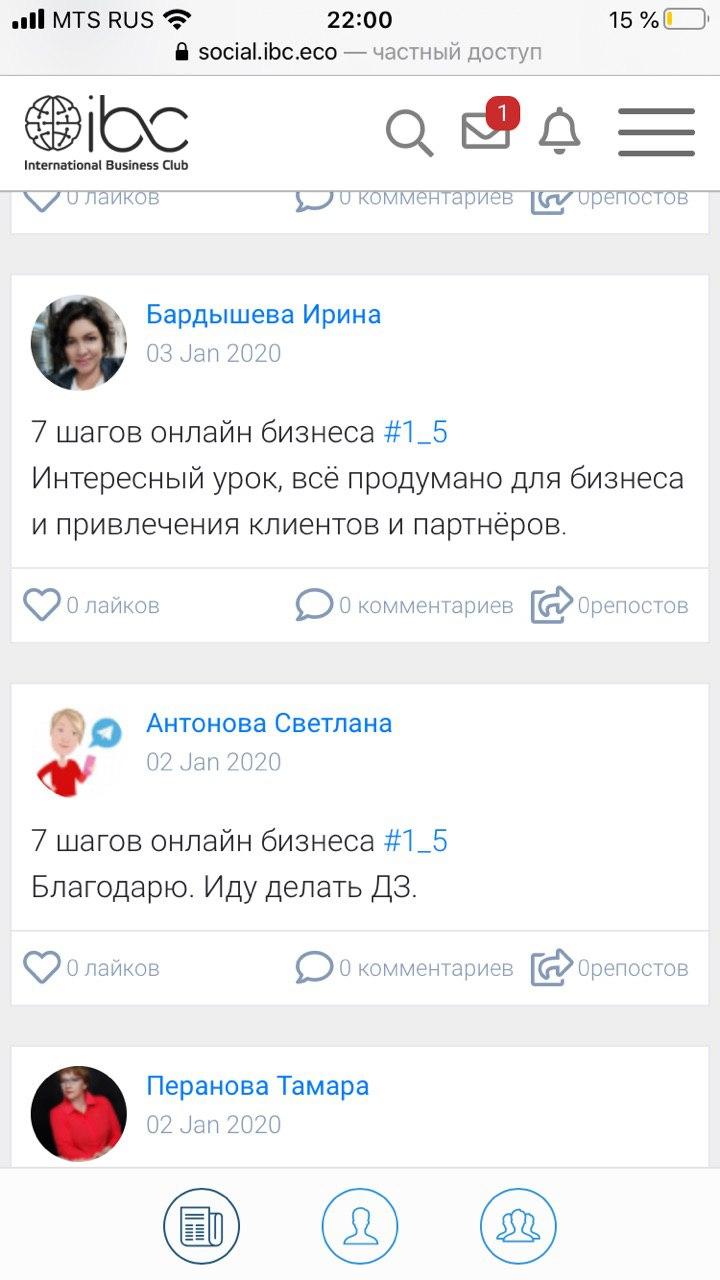 MTS RUS
22:00
15 %
social.ibc.eco — частный доступ
ibc
International Business Club
1
0 лайков
0 комментариев
0репостов
Бардышева Ирина
03 Jan 2020
7 шагов онлайн бизнеса #1_5
Интересный урок, всё продумано для бизнеса
и привлечения клиентов и партнёров.
0 лайков
0 комментариев
0репостов
Антонова Светлана
02 Jan 2020
7 шагов онлайн бизнеса #1_5
Благодарю. Иду делать ДЗ.
0 лайков
0 комментариев
0репостов
Перанова Тамара
02 Jan 2020